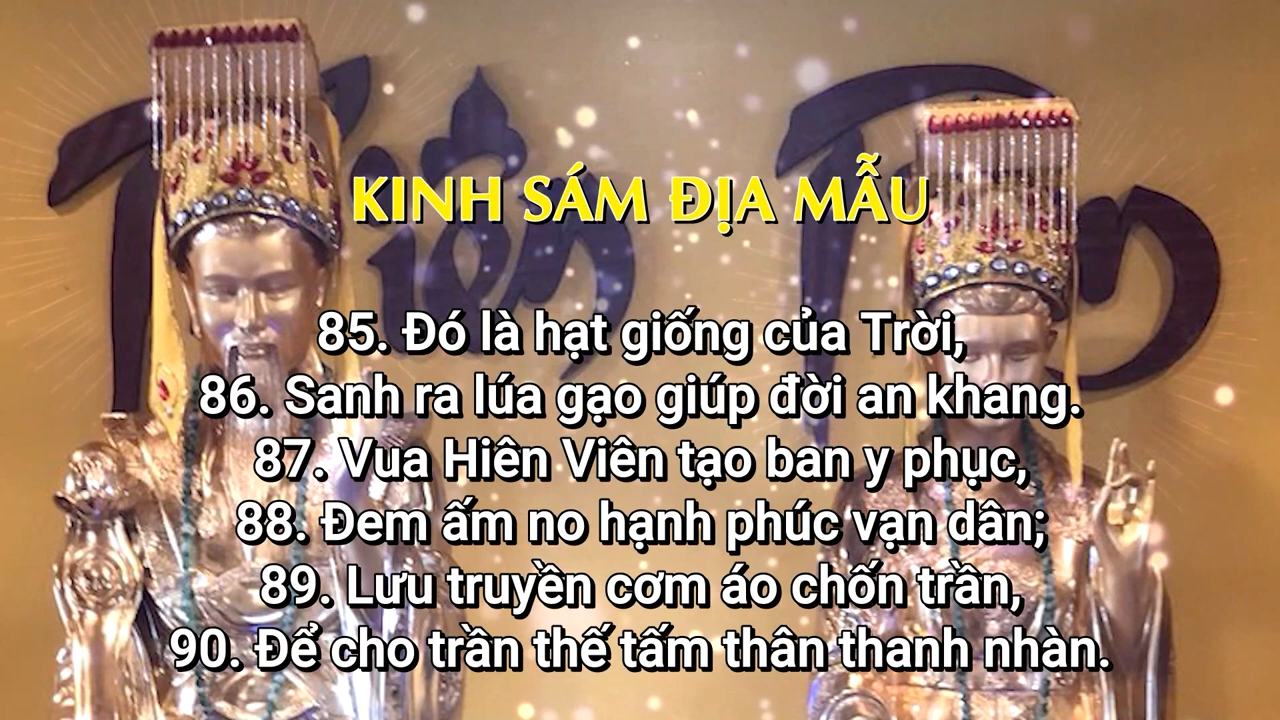 Thiên Tân
KINH SÁM ĐỊA MẪU
85. Đó là hạt giống của Trời,
86. Sanh ra lúa gạo giúp đời an khang.
87. Vua Hiên Viên tạo ban y phục,
88. Đem ấm no hạnh phúc vạn dân;
89. Lưu truyền cơm áo chốn trần,
90. Để cho trần thế tấm thân thanh nhàn.